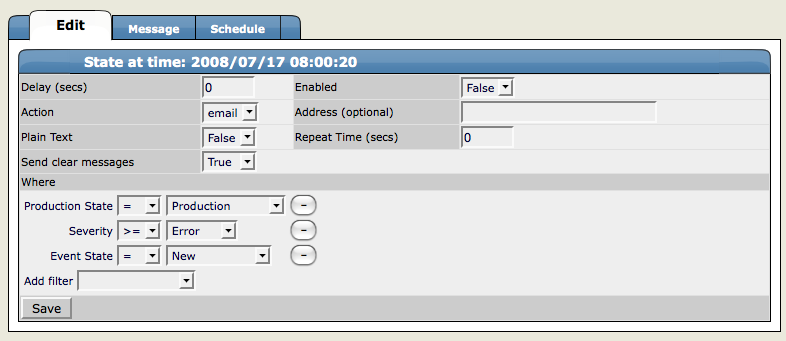 Edit Message Schedule
State at time: 2008/07/17 08:00:20
Delay (secs) 0 Enabled False
Action email Address (optional)
Plain Text False Repeat Time (secs) 0
Send clear messages True
Where
Production State = Production -
Severity >= Error -
Event State = New -
Add filter
Save